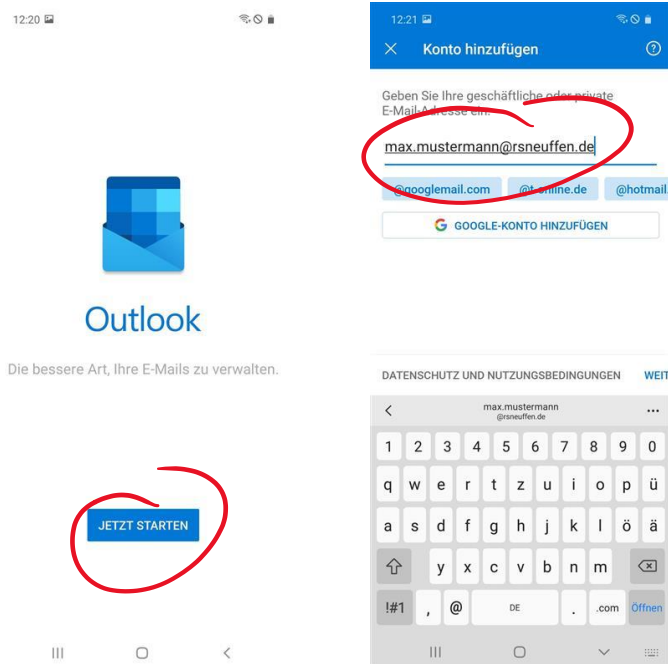 12:20
Outlook
Die bessere Art, Ihre E-Mails zu verwalten.
JETZT STARTEN
12:21
Konto hinzufügen
Geben Sie Ihre geschäftliche oder private
E-Mail-Adresse ein.
max.mustermann@rsneuffen.de
@googlemail.com @t-online.de @hotmail
G GOOGLE-KONTO HINZUFÜGEN
DATENSCHUTZ UND NUTZUNGSBEDINGUNGEN WEIT
max.mustermann
@rsneuffen.de
1 2 3 4 5 6 7 8 9 0
q w e r t z u i o p ü
a s d f g h j k l ö ä
y x c v b n m
!#1 , @ DE . .com Öffnen